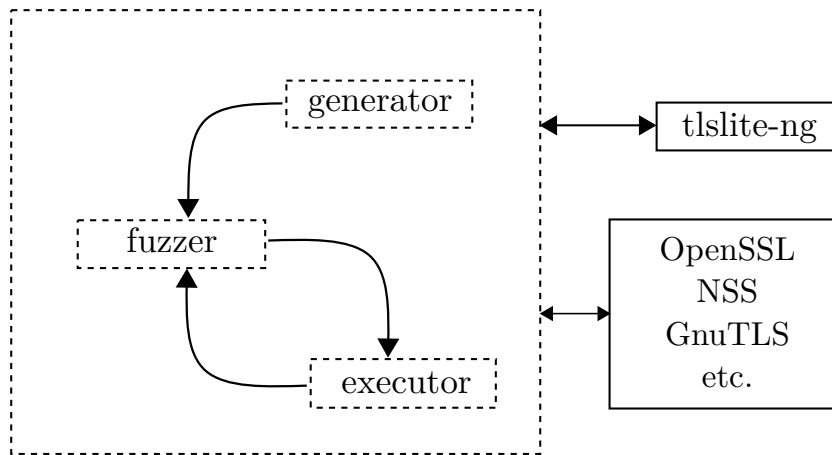 generator
tlslite-ng
fuzzer
OpenSSL
NSS
GnuTLS
etc.
executor